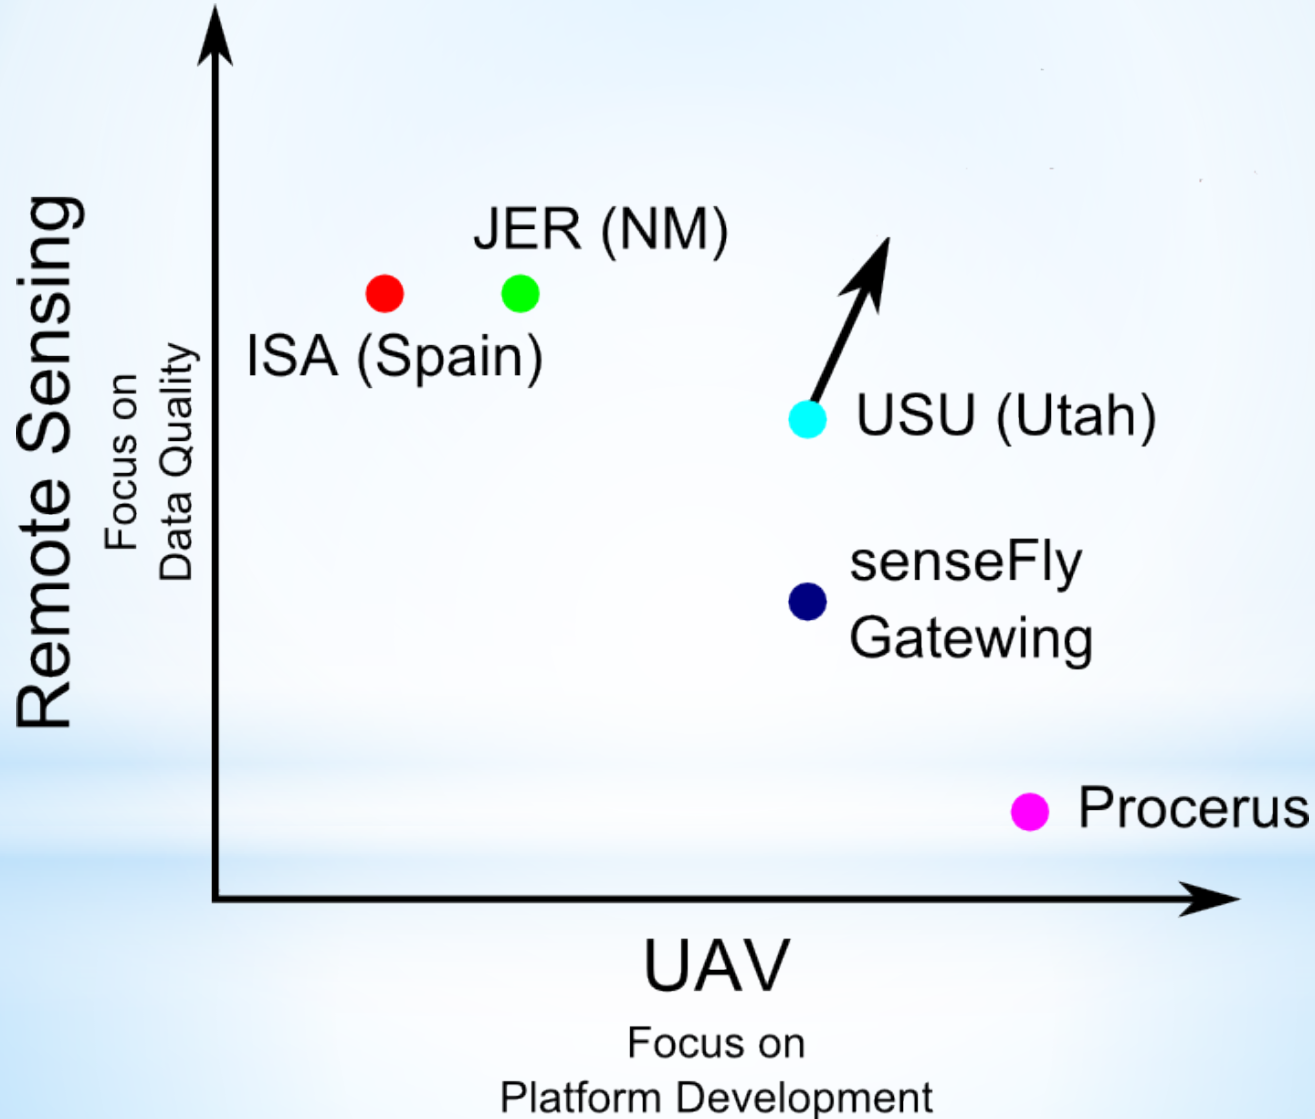 Remote Sensing
Focus on
Data Quality
JER (NM)
ISA (Spain)
USU (Utah)
senseFly
Gatewing
Procerus
UAV
Focus on
Platform Development